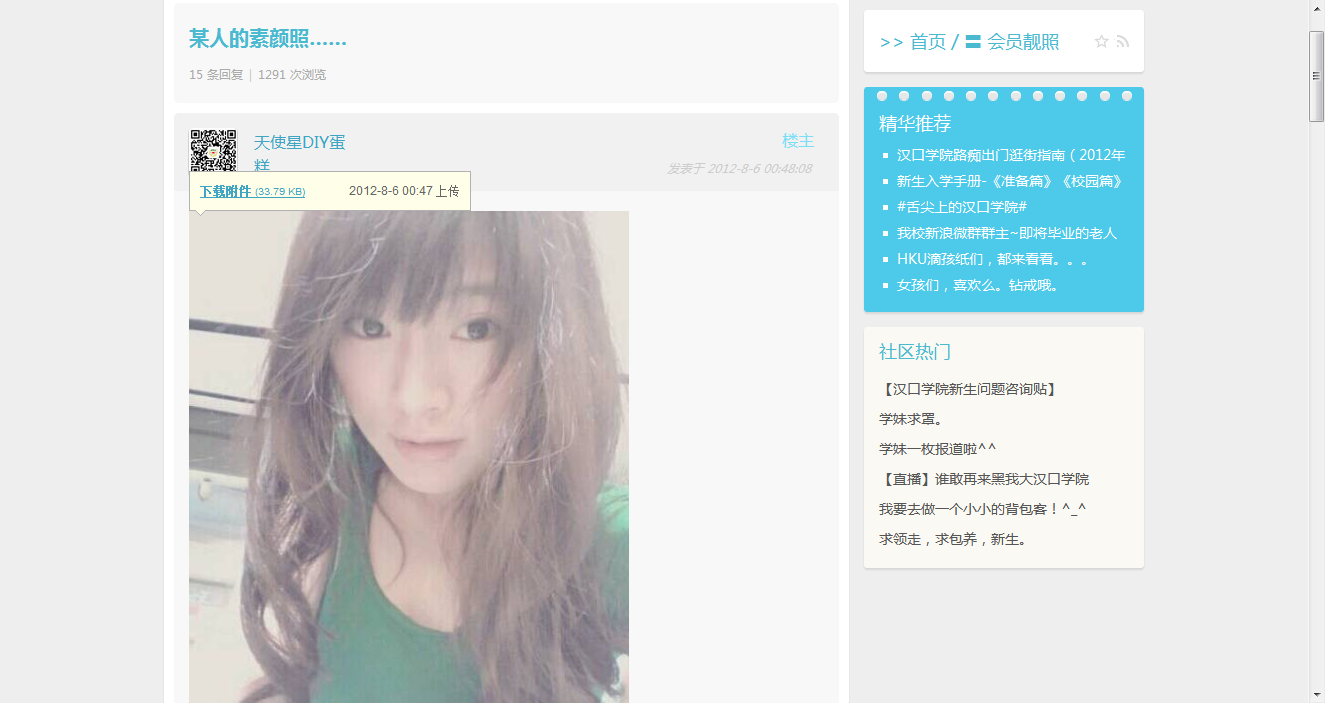 某人的素颜照......
15 条回复 | 1291 次浏览
天使星DIY蛋
糕
楼主
发表于 2012-8-6 00:48:08
下载附件 (33.79 KB)
2012-8-6 00:47 上传
>> 首页 / 〓 会员靓照
精华推荐
汉口学院路痴出门逛街指南（2012年
新生入学手册-《准备篇》《校园篇》
#舌尖上的汉口学院#
我校新浪微群群主~即将毕业的老人
HKU滴孩纸们，都来看看。。。
女孩们，喜欢么。钻戒哦。
社区热门
【汉口学院新生问题咨询贴】
学妹求罩。
学妹一枚报道啦^^
【直播】谁敢再来黑我大汉口学院
我要去做一个小小的背包客！^_^
求领走，求包养，新生。